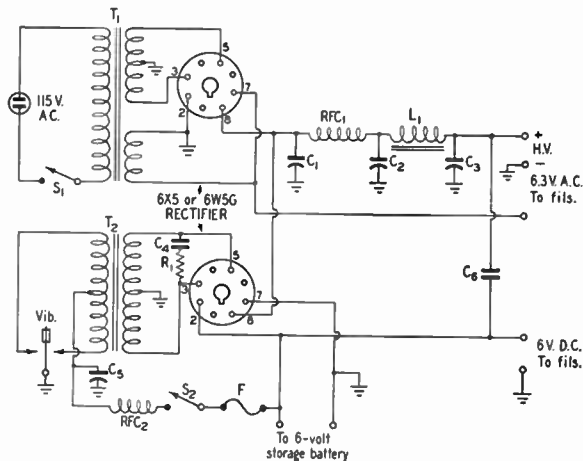 T1
5
3
7
2
8
115 V.
A.C.
S1
RFC1
L1
C1
C2
C3
+
H.V.
−
6.3V. A.C.
To fils.
6X5 or 6W5G
RECTIFIER
T2
C4
R1
5
3
7
2
8
C6
Vib.
C5
6V. D.C.
To fils.
RFC2
S2
F
To 6-volt
storage battery